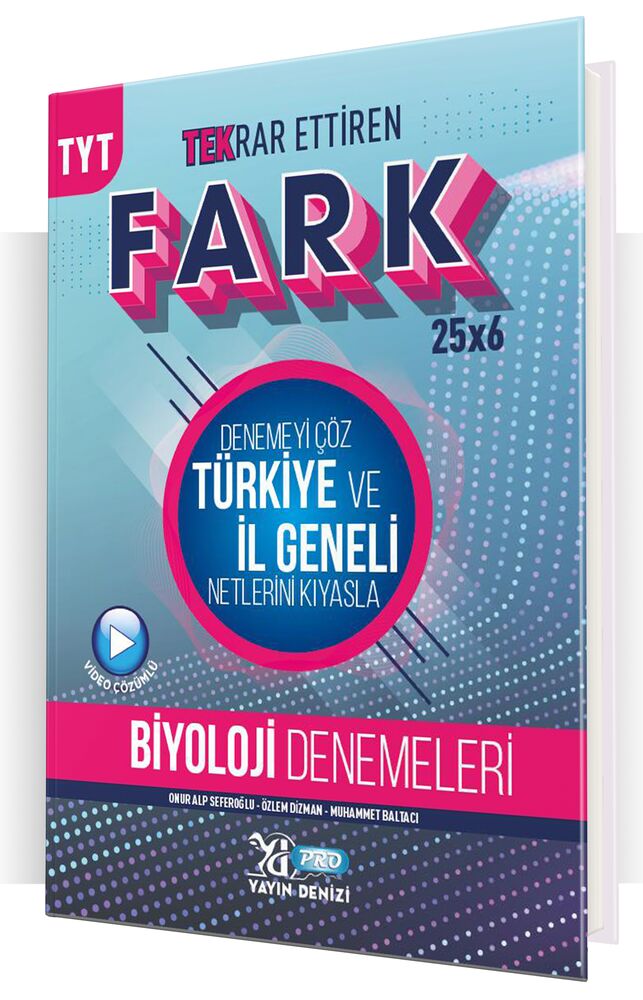 TYT
TEKRAR ETTİREN
FARK
25x6
DENEMEYİ ÇÖZ
TÜRKİYE VE
İL GENELİ
NETLERİNİ KIYASLA
VİDEO ÇÖZÜMLÜ
BİYOLOJİ DENEMELERİ
ONUR ALP SEFEROĞLU - ÖZLEM DİZMAN - MUHAMMET BALTACI
YD PRO
YAYIN DENİZİ